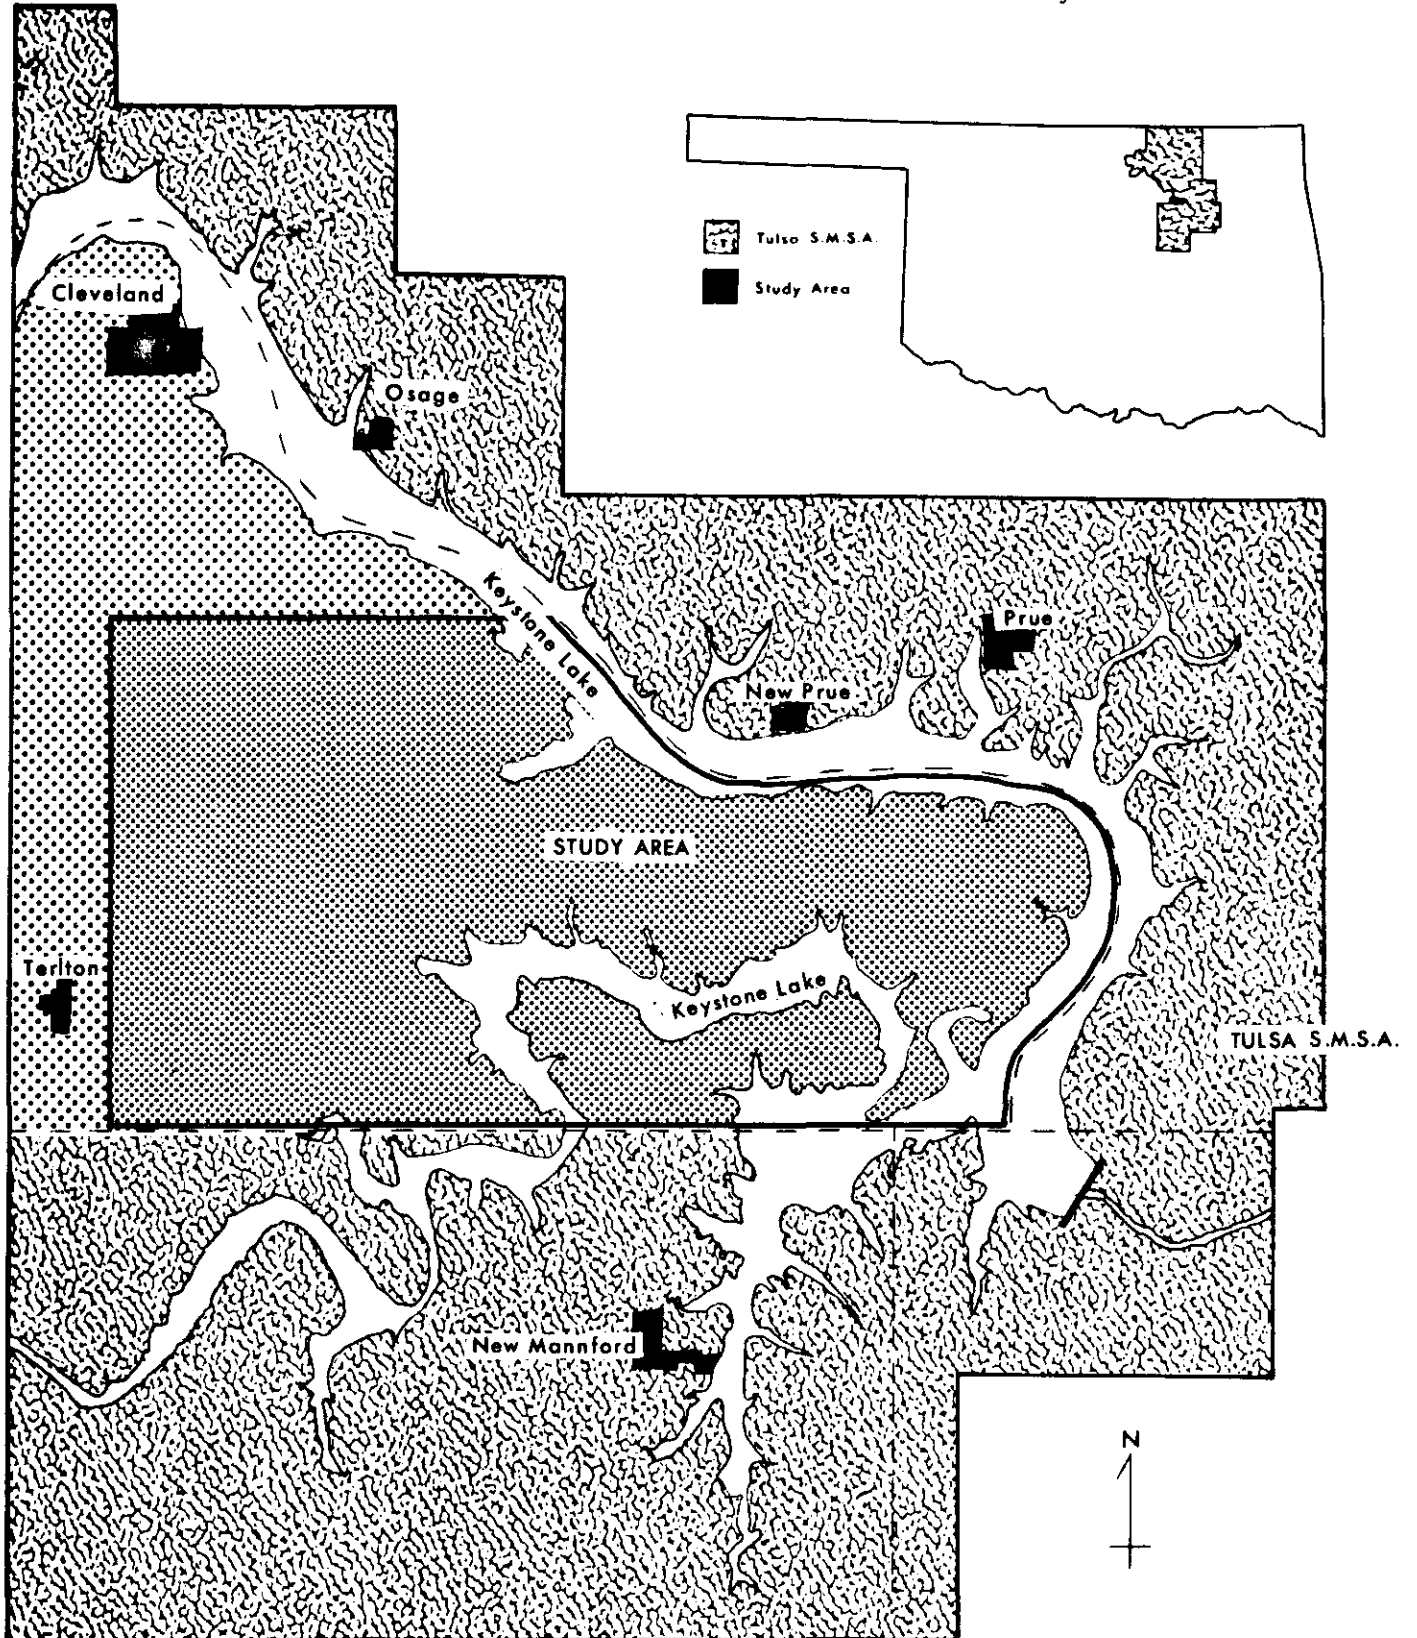 Tulsa S.M.S.A.
Study Area
Cleveland
Osage
Keystone Lake
Prue
New Prue
STUDY AREA
Terlton
Keystone Lake
TULSA S.M.S.A.
New Mannford
N